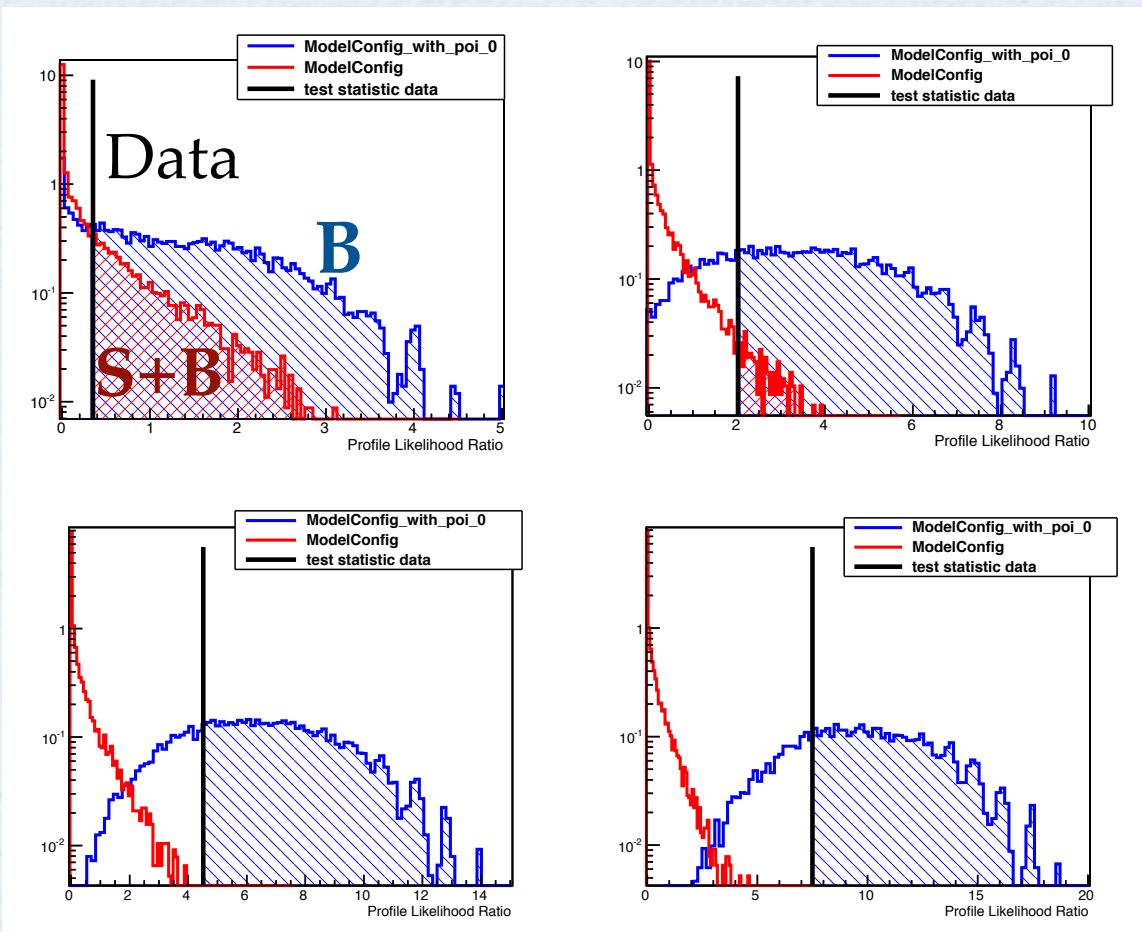 ModelConfig_with_poi_0
ModelConfig
test statistic data
Data
B
S+B
10
1
10-1
10-2
0 1 2 3 4 5
Profile Likelihood Ratio
ModelConfig_with_poi_0
ModelConfig
test statistic data
10
1
10-1
10-2
0 2 4 6 8 10
Profile Likelihood Ratio
ModelConfig_with_poi_0
ModelConfig
test statistic data
1
10-1
10-2
0 2 4 6 8 10 12 14
Profile Likelihood Ratio
ModelConfig_with_poi_0
ModelConfig
test statistic data
1
10-1
10-2
0 5 10 15 20
Profile Likelihood Ratio